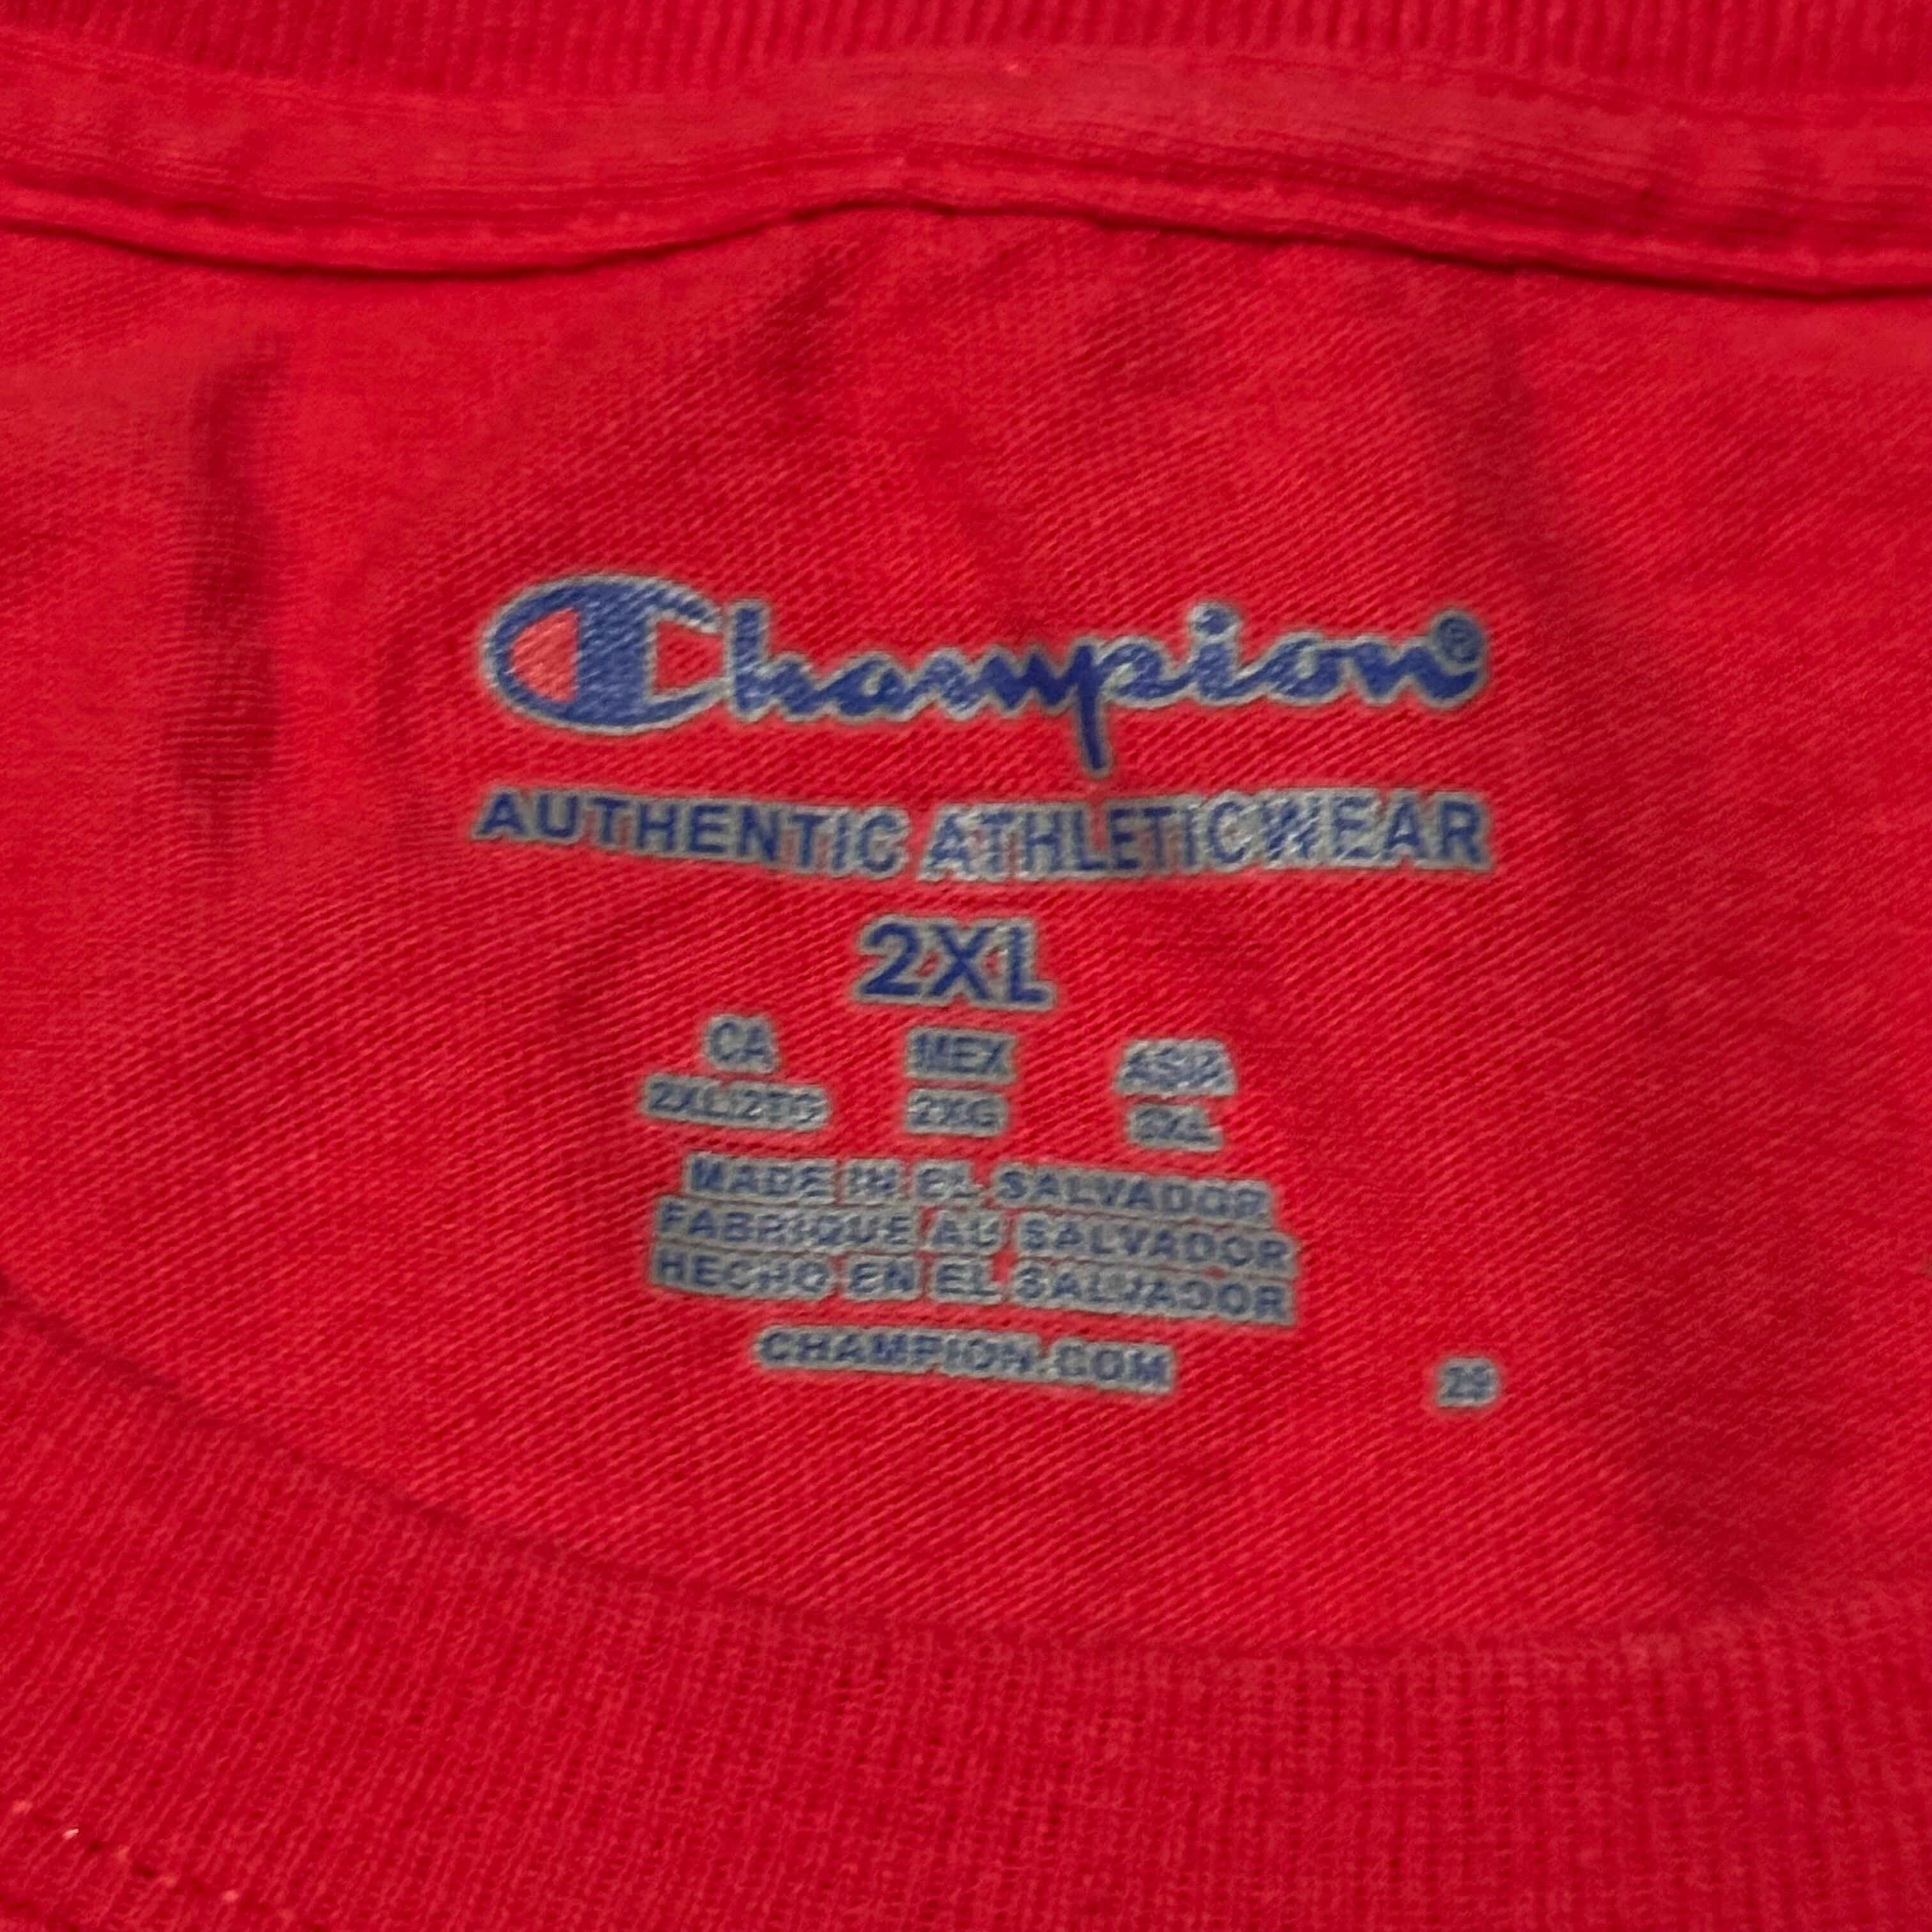 Champion®
AUTHENTIC ATHLETICWEAR
2XL
CA MEX ASIA
2XL/2TG 2XG 3XL
MADE IN EL SALVADOR
FABRIQUE AU SALVADOR
HECHO EN EL SALVADOR
CHAMPION.COM
29